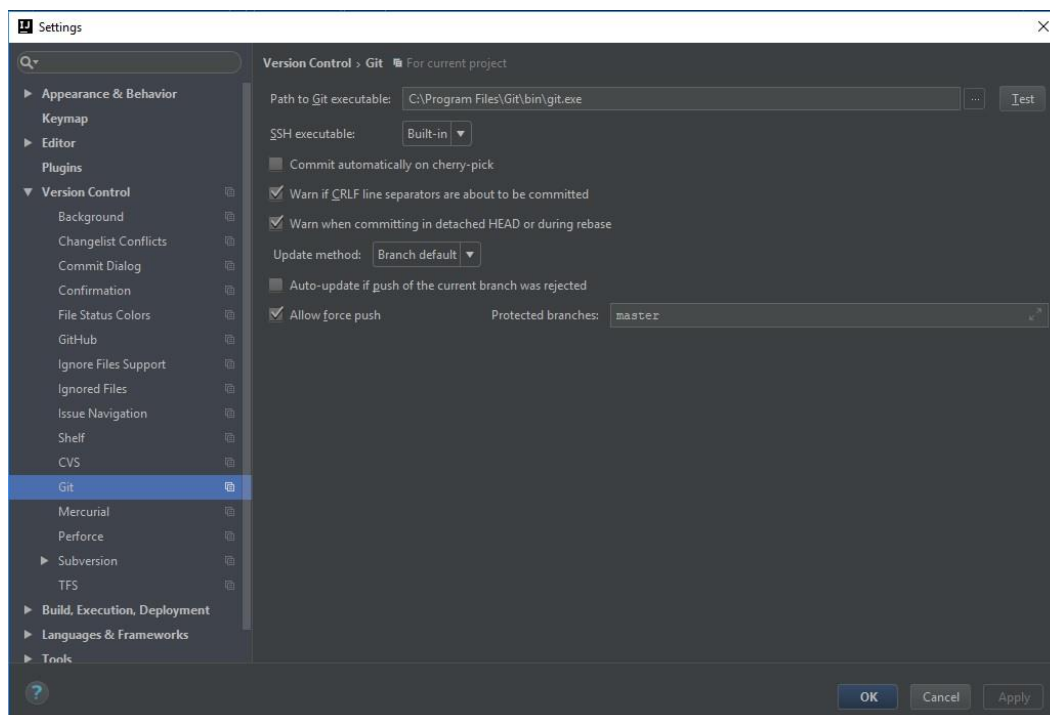 Settings
Version Control › Git For current project
Appearance & Behavior
Keymap
Editor
Plugins
Version Control
Background
Changelist Conflicts
Commit Dialog
Confirmation
File Status Colors
GitHub
Ignore Files Support
Ignored Files
Issue Navigation
Shelf
CVS
Git
Mercurial
Perforce
Subversion
TFS
Build, Execution, Deployment
Languages & Frameworks
Tools
Path to Git executable: C:\Program Files\Git\bin\git.exe ... Test
SSH executable: Built-in
Commit automatically on cherry-pick
Warn if CRLF line separators are about to be committed
Warn when committing in detached HEAD or during rebase
Update method: Branch default
Auto-update if push of the current branch was rejected
Allow force push Protected branches: master
? OK Cancel Apply